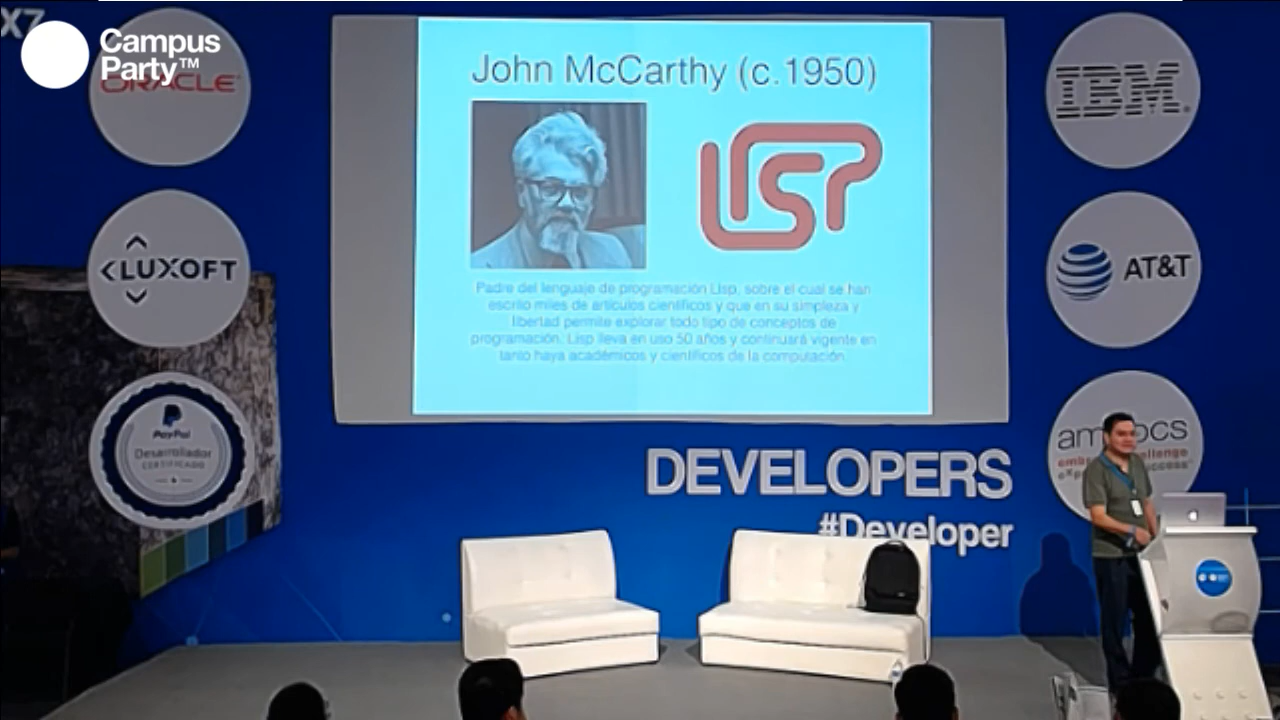 X7
Campus
Party™
ORACLE
LUXOFT
PayPal
Desarrollador
CERTIFICADO
John McCarthy (c.1950)
LISP
Padre del lenguaje de programación Lisp, sobre el cual se han
escrito miles de artículos científicos y que en su simpleza y
libertad permite explorar todo tipo de conceptos de
programación. Lisp lleva en uso 50 años y continuará vigente en
tanto haya académicos y científicos de la computación.
IBM
AT&T
DEVELOPERS
#Developer